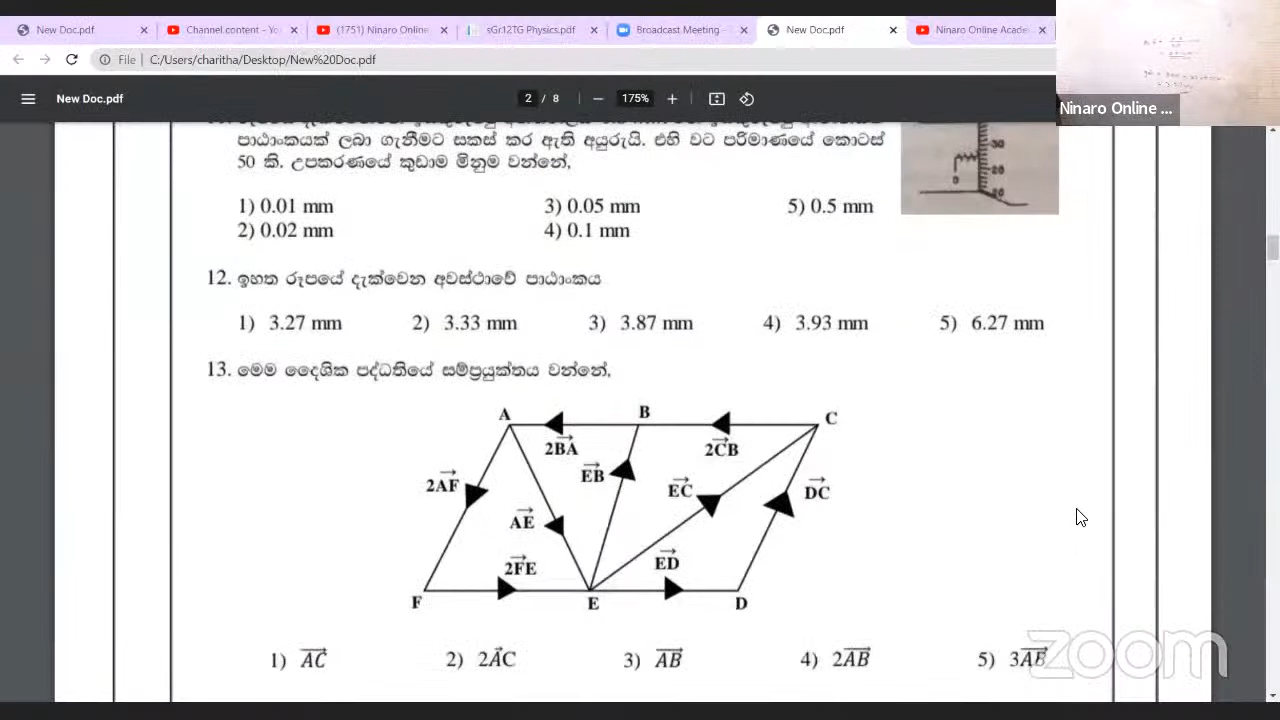 New Doc.pdf
Channel content - Yo
(1751) Ninaro Online
sGr12TG Physics.pdf
Broadcast Meeting -
New Doc.pdf
Ninaro Online Acade
File C:/Users/charitha/Desktop/New%20Doc.pdf
Ninaro Online ...
New Doc.pdf
2 / 8
175%
පාඨාංකයක් ලබා ගැනීමට සකස් කර ඇති අයුරුයි. එහි වට පරිමාණයේ කොටස්
50 කි. උපකරණයේ කුඩාම මිනුම වන්නේ,
30
0
20
1) 0.01 mm
3) 0.05 mm
5) 0.5 mm
2) 0.02 mm
4) 0.1 mm
12. ඉහත රූපයේ දැක්වෙන අවස්ථාවේ පාඨාංකය
1) 3.27 mm
2) 3.33 mm
3) 3.87 mm
4) 3.93 mm
5) 6.27 mm
13. මෙම දෛශික පද්ධතියේ සම්ප්‍රයුක්තය වන්නේ,
A
B
C
2BA
2CB
EB
2AF
EC
DC
AE
2FE
ED
F
E
D
1) AC
2) 2AC
3) AB
4) 2AB
5) 3AE
zoom